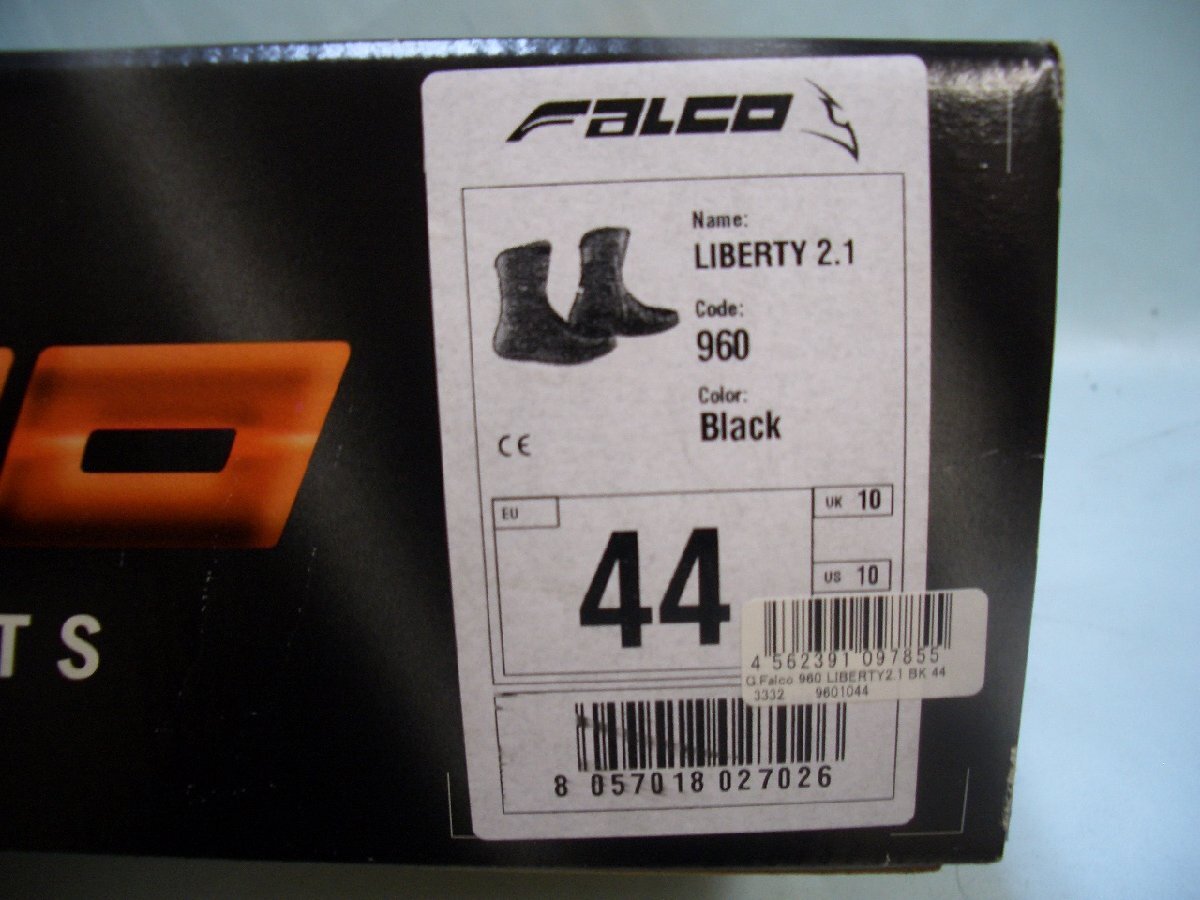 FALCO
Name:
LIBERTY 2.1
Code:
960
Color:
Black
CE
EU
44
UK 10
US 10
4 562391 097855
G.Falco 960 LIBERTY2.1 BK 44
3332 9601044
8 057018 027026
TS